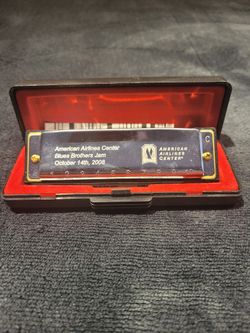 American Airlines Center
Blues Brothers Jam
October 14th, 2008
AMERICAN
AIRLINES
CENTER®